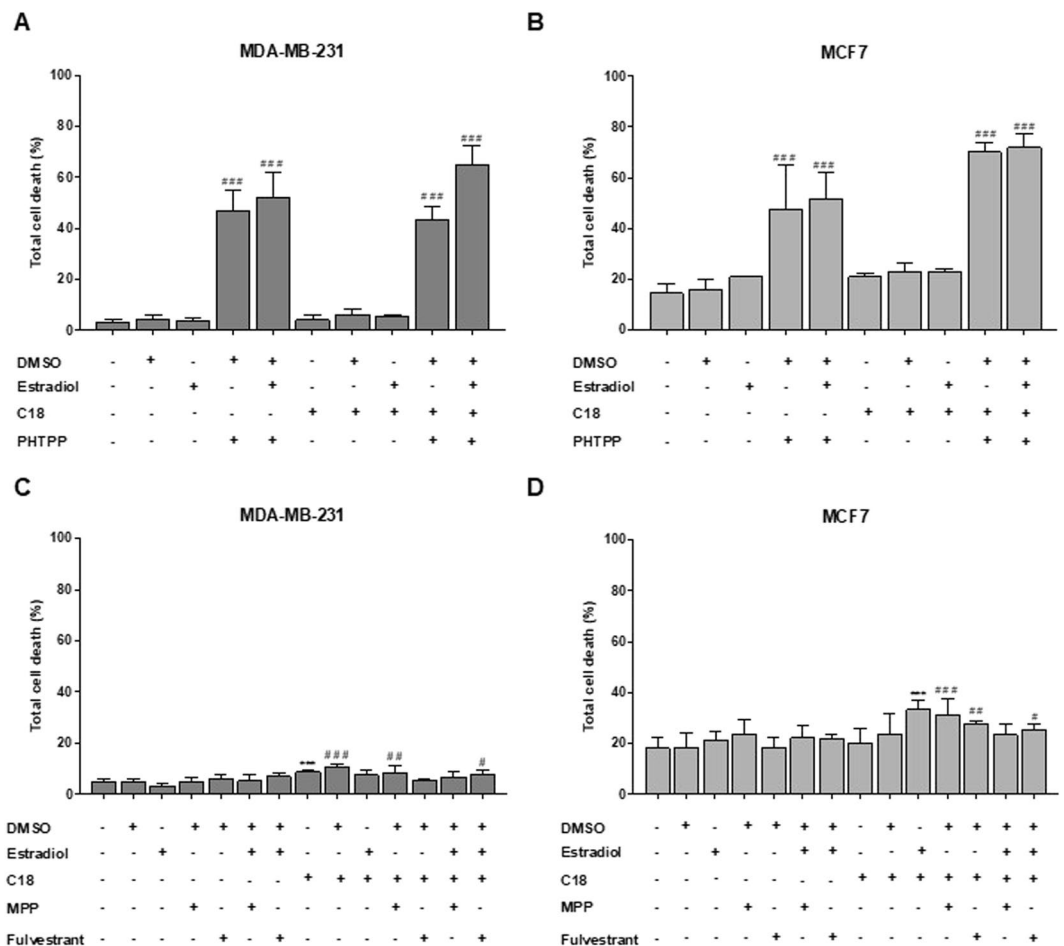 A
MDA-MB-231
Total cell death (%)
100
80
60
40
20
0
### ### ### ###
DMSO - + - + + - + - + +
Estradiol - - + - + - - + - +
C18 - - - - - + + + + +
PHTPP - - - + + - - - + +
B
MCF7
Total cell death (%)
100
80
60
40
20
0
### ### ### ###
DMSO - + - + + - + - + +
Estradiol - - + - + - - + - +
C18 - - - - - + + + + +
PHTPP - - - + + - - - + +
C
MDA-MB-231
Total cell death (%)
100
80
60
40
20
0
*** ### ## #
DMSO - + - + + + + - + - + + + +
Estradiol - - + - - + + - - + - - + +
C18 - - - - - - - + + + + + + +
MPP - - - + - + - - - - + - + -
Fulvestrant - - - - + - + - - - - + - +
D
MCF7
Total cell death (%)
100
80
60
40
20
0
*** ### ## #
DMSO - + - + + + + - + - + + + +
Estradiol - - + - - + + - - + - - + +
C18 - - - - - - - + + + + + + +
MPP - - - + - + - - - - + - + -
Fulvestrant - - - - + - + - - - - + - +